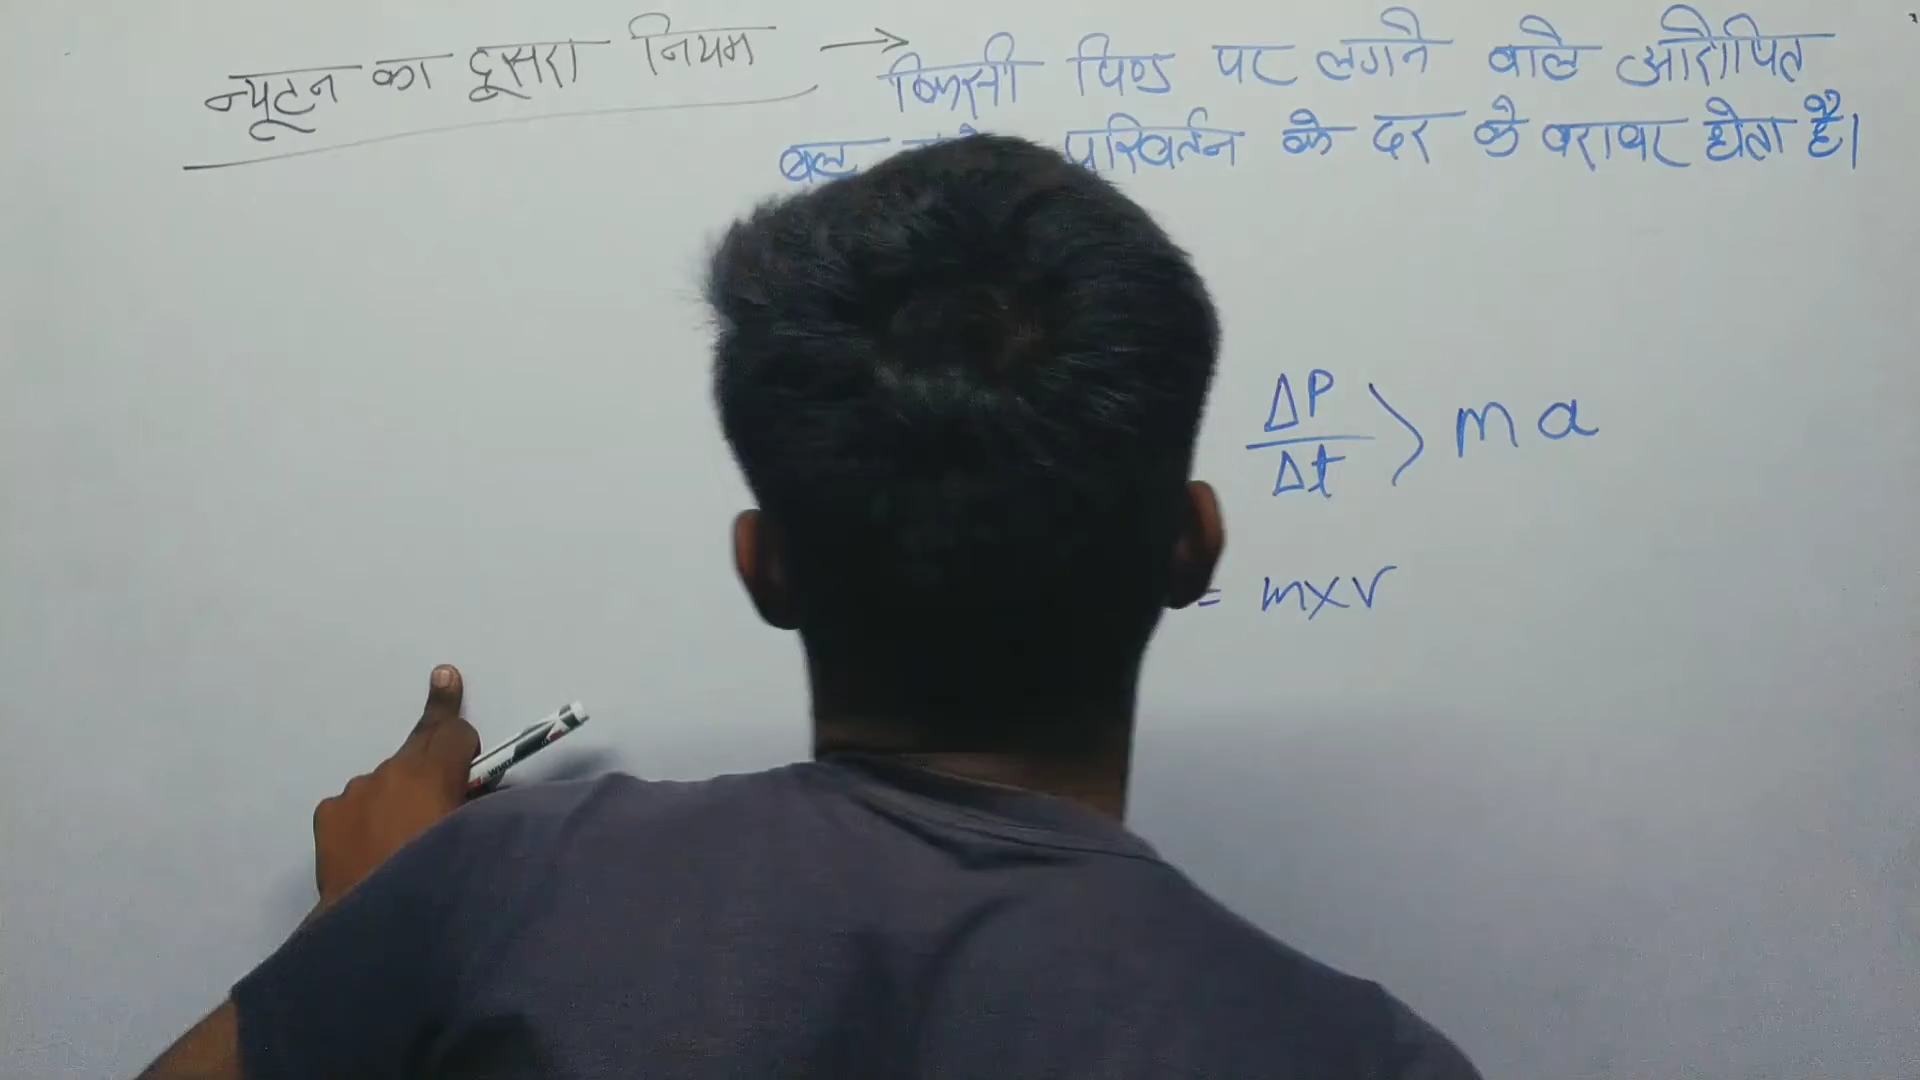 न्यूटन का दूसरा नियम → किसी पिण्ड पर लगने वाले आरोपित
बल परिवर्तन के दर के बराबर होता है।
ΔP/Δt > ma
= m×v